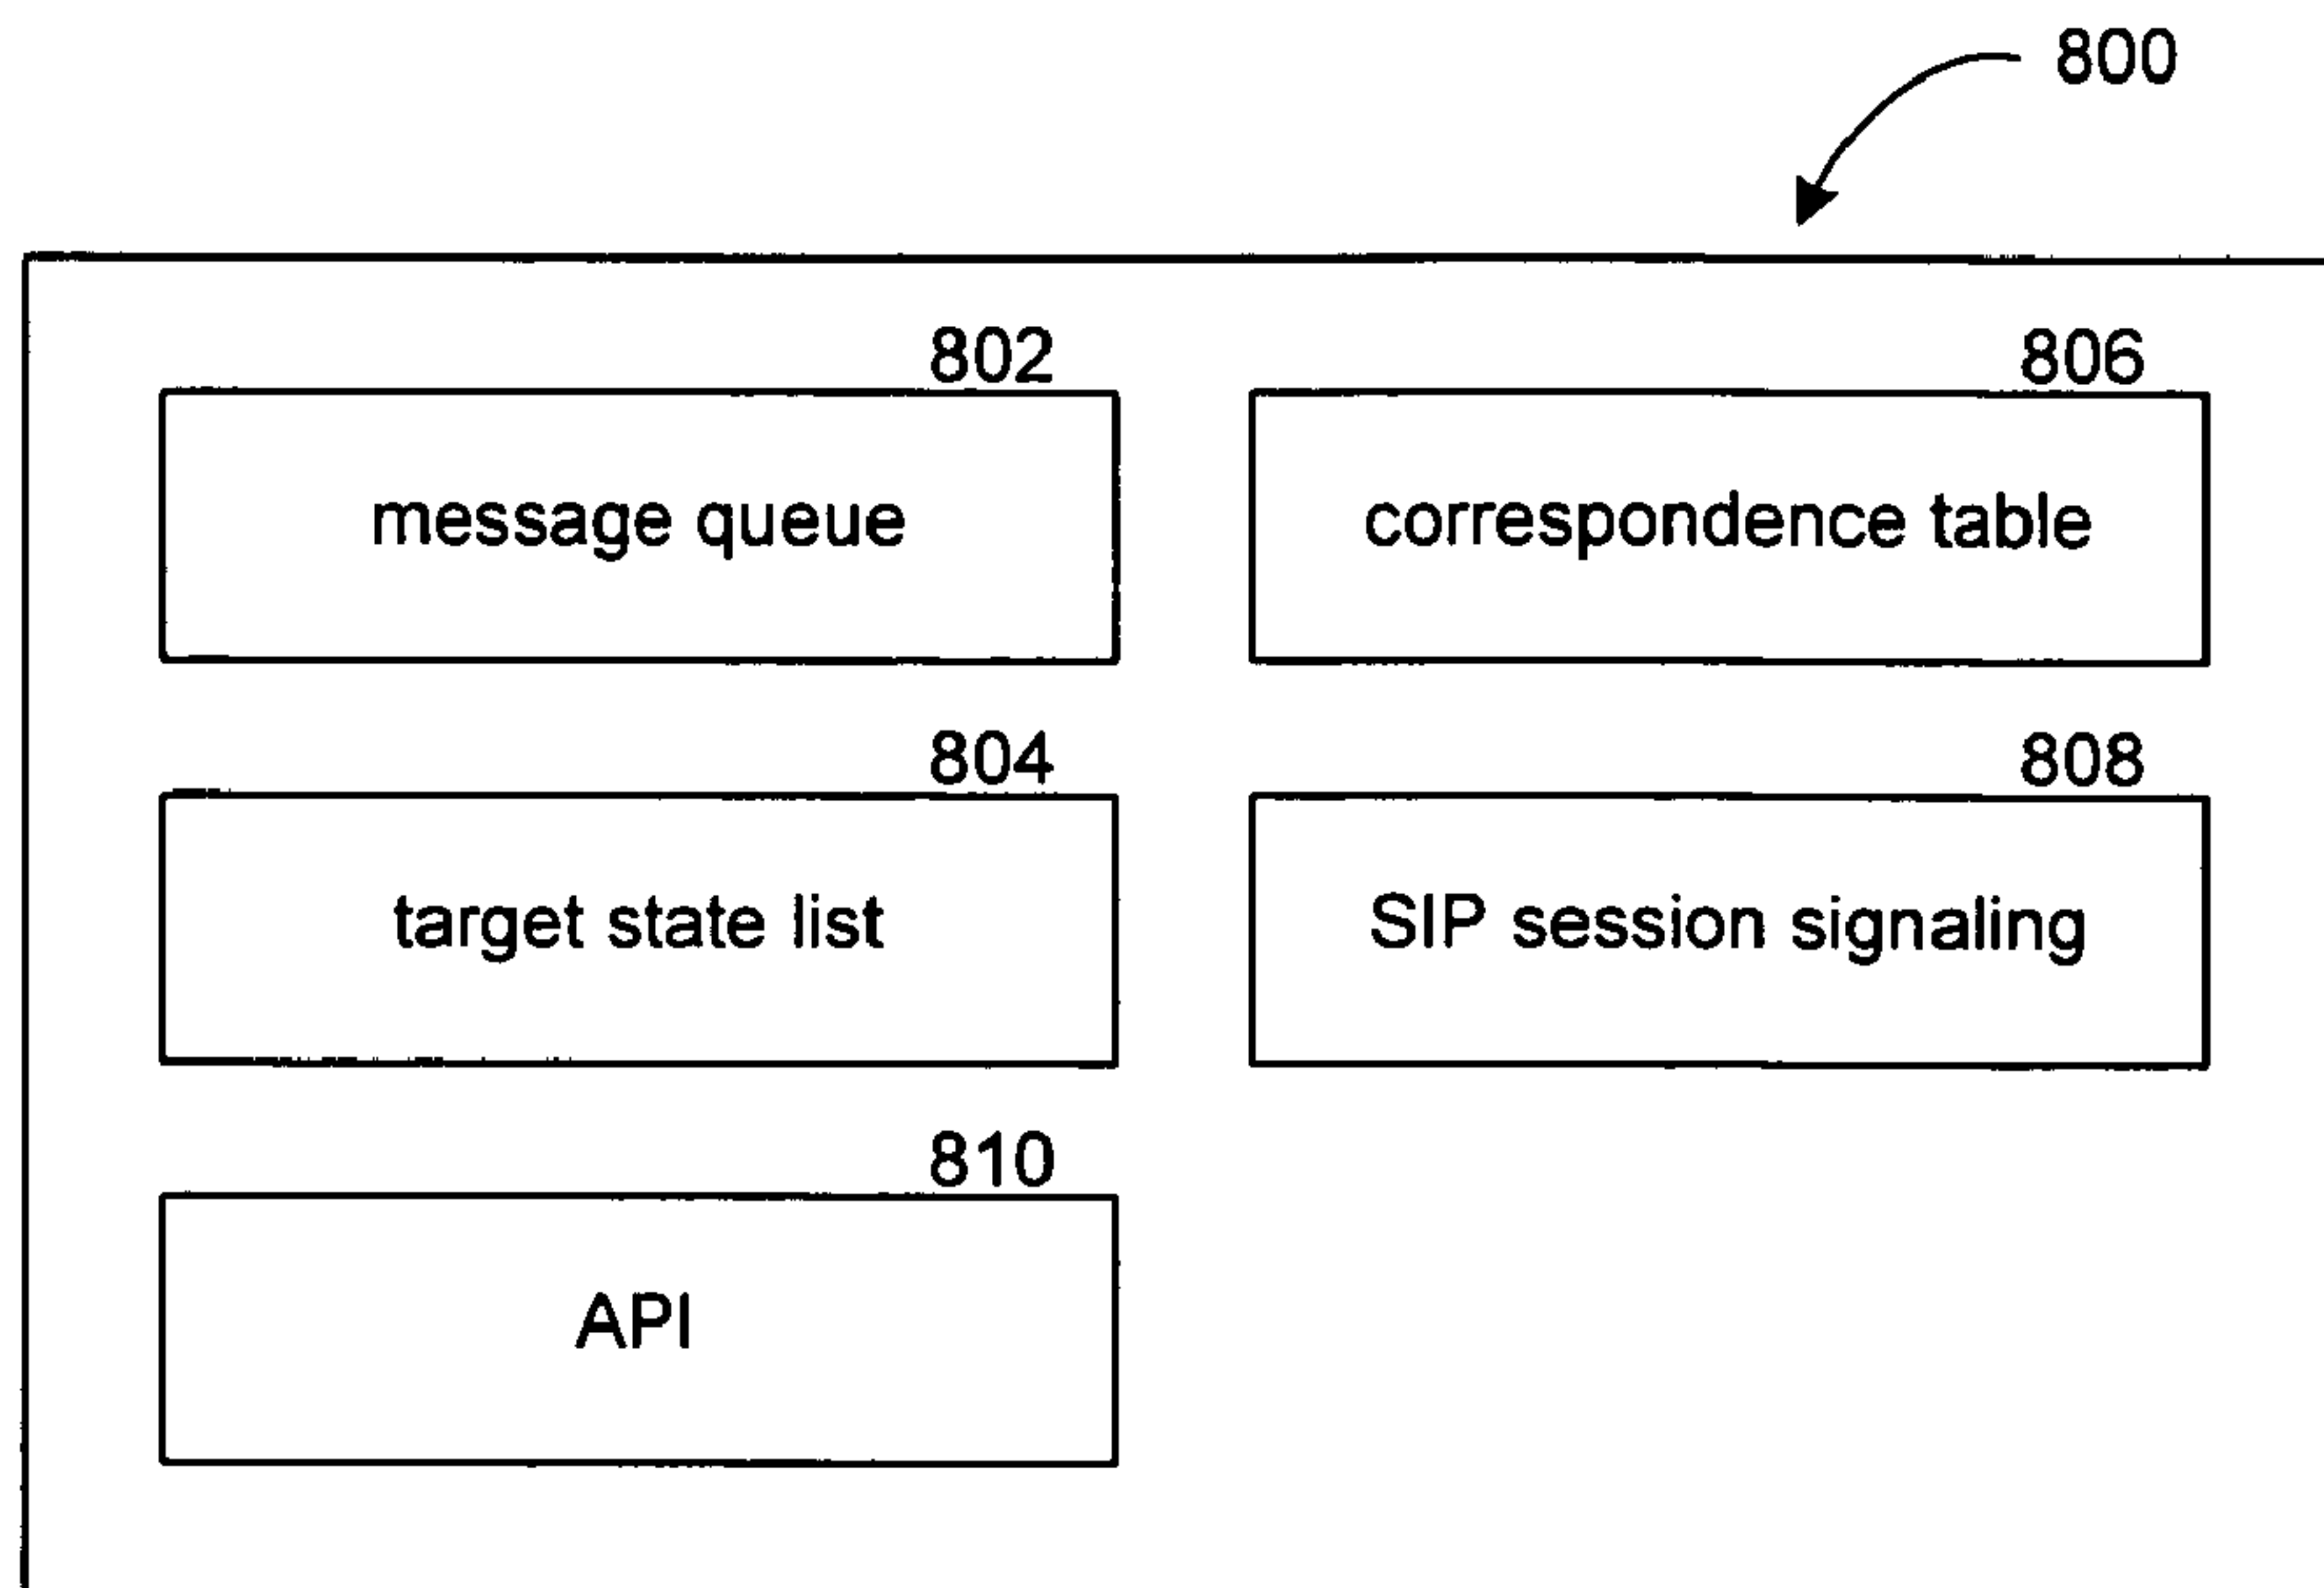 800
802
806
message queue
correspondence table
804
808
target state list
SIP session signaling
810
API